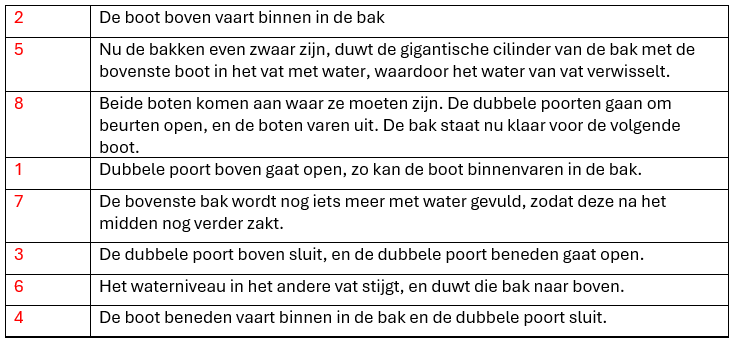 2 De boot boven vaart binnen in de bak
5 Nu de bakken even zwaar zijn, duwt de gigantische cilinder van de bak met de
bovenste boot in het vat met water, waardoor het water van vat verwisselt.
8 Beide boten komen aan waar ze moeten zijn. De dubbele poorten gaan om
beurten open, en de boten varen uit. De bak staat nu klaar voor de volgende
boot.
1 Dubbele poort boven gaat open, zo kan de boot binnenvaren in de bak.
7 De bovenste bak wordt nog iets meer met water gevuld, zodat deze na het
midden nog verder zakt.
3 De dubbele poort boven sluit, en de dubbele poort beneden gaat open.
6 Het waterniveau in het andere vat stijgt, en duwt die bak naar boven.
4 De boot beneden vaart binnen in de bak en de dubbele poort sluit.